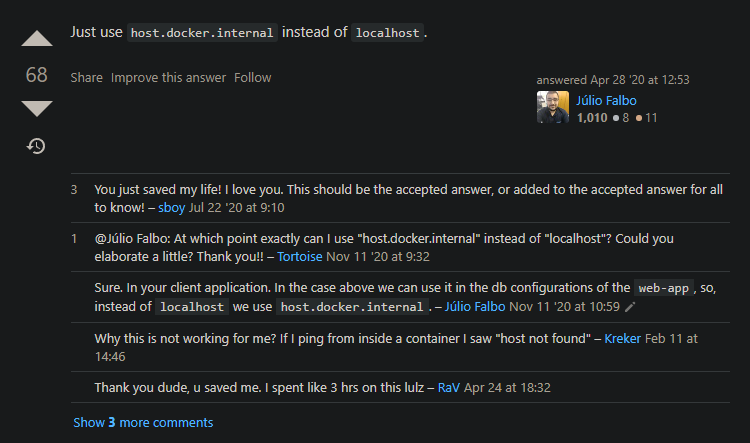 Just use host.docker.internal instead of localhost.
68
Share Improve this answer Follow
answered Apr 28 '20 at 12:53
Júlio Falbo
1,010 8 11
3 You just saved my life! I love you. This should be the accepted answer, or added to the accepted answer for all
to know! – sboy Jul 22 '20 at 9:10
1 @Júlio Falbo: At which point exactly can I use "host.docker.internal" instead of "localhost"? Could you
elaborate a little? Thank you!! – Tortoise Nov 11 '20 at 9:32
Sure. In your client application. In the case above we can use it in the db configurations of the web-app, so,
instead of localhost we use host.docker.internal. – Júlio Falbo Nov 11 '20 at 10:59
Why this is not working for me? If I ping from inside a container I saw "host not found" – Kreker Feb 11 at
14:46
Thank you dude, u saved me. I spent like 3 hrs on this lulz – RaV Apr 24 at 18:32
Show 3 more comments